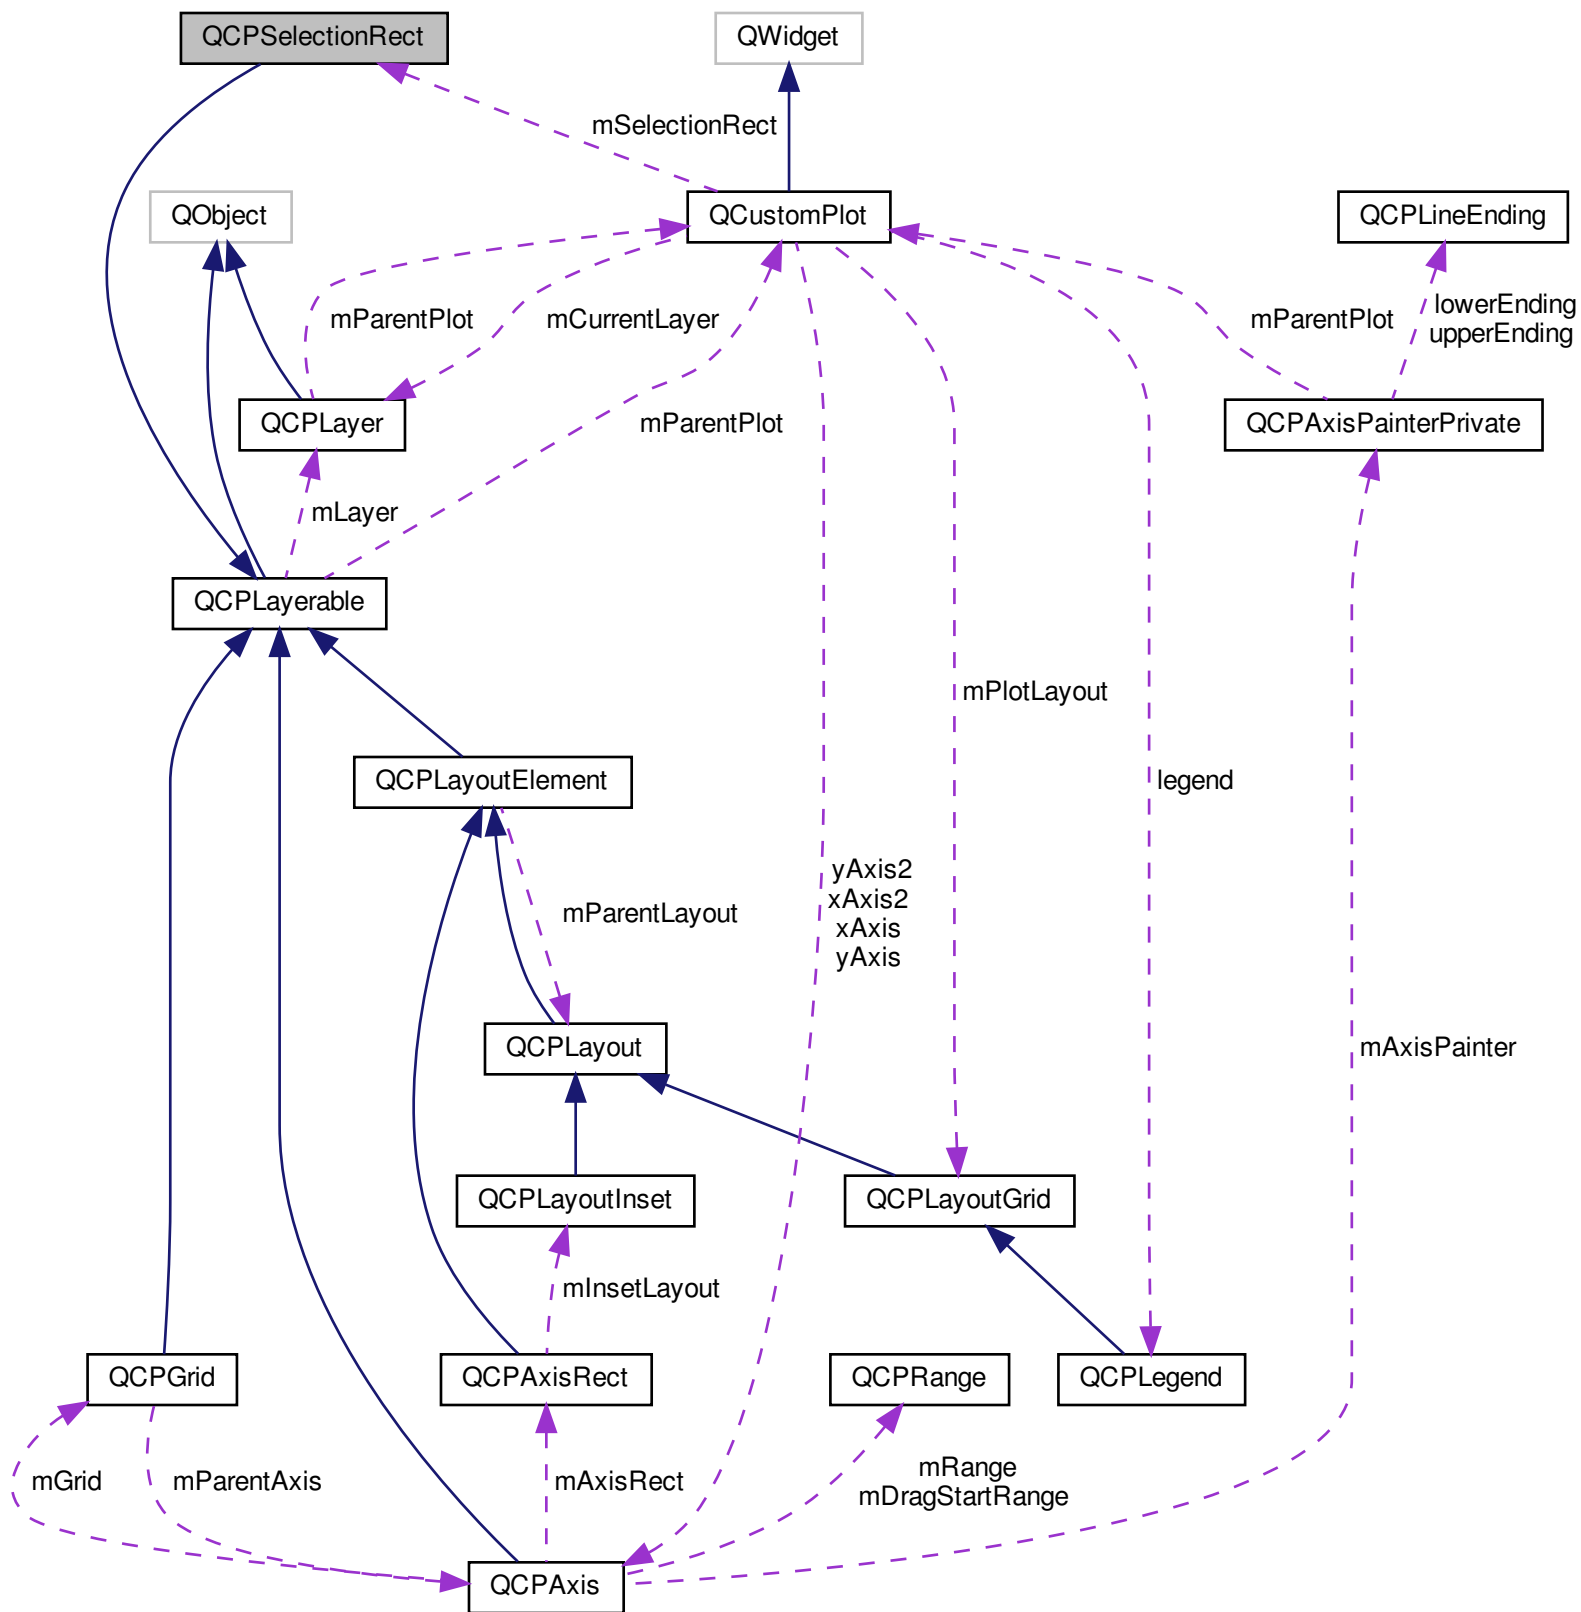 QCPSelectionRect
QWidget
mSelectionRect
QObject
QCustomPlot
QCPLineEnding
mParentPlot
mCurrentLayer
mParentPlot
lowerEnding
upperEnding
QCPLayer
mParentPlot
QCPAxisPainterPrivate
mLayer
QCPLayerable
mPlotLayout
QCPLayoutElement
legend
yAxis2
xAxis2
xAxis
yAxis
mParentLayout
QCPLayout
mAxisPainter
QCPLayoutInset
QCPLayoutGrid
mInsetLayout
QCPGrid
QCPAxisRect
QCPRange
QCPLegend
mGrid
mParentAxis
mAxisRect
mRange
mDragStartRange
QCPAxis